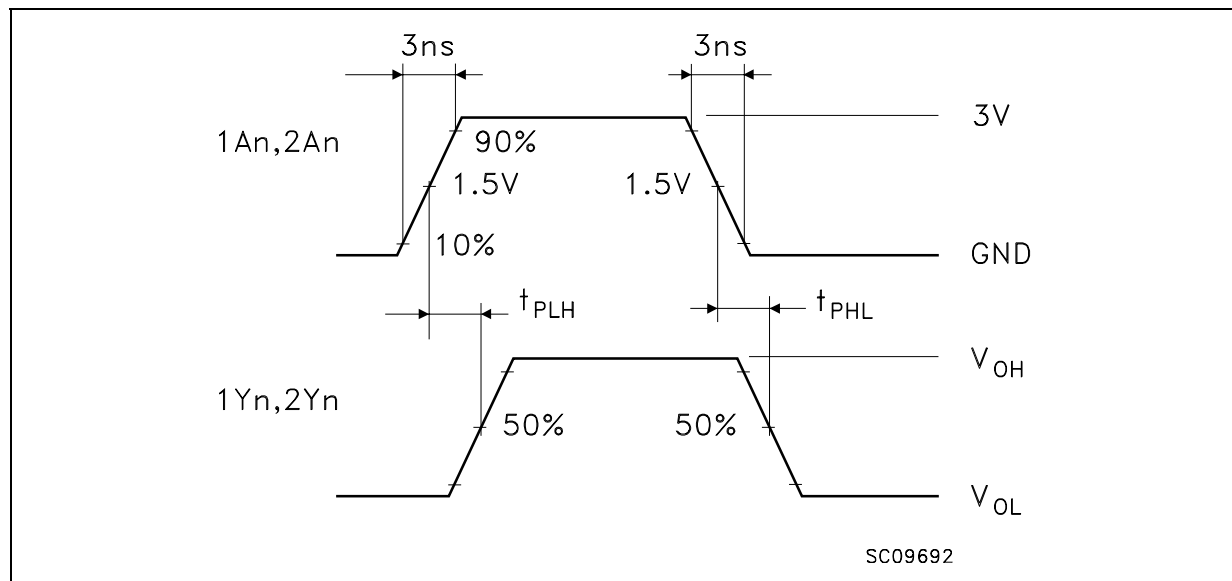 3ns 3ns
1An,2An 90% 3V
1.5V 1.5V
10% GND
tPLH tPHL
VOH
1Yn,2Yn 50% 50%
VOL
SC09692